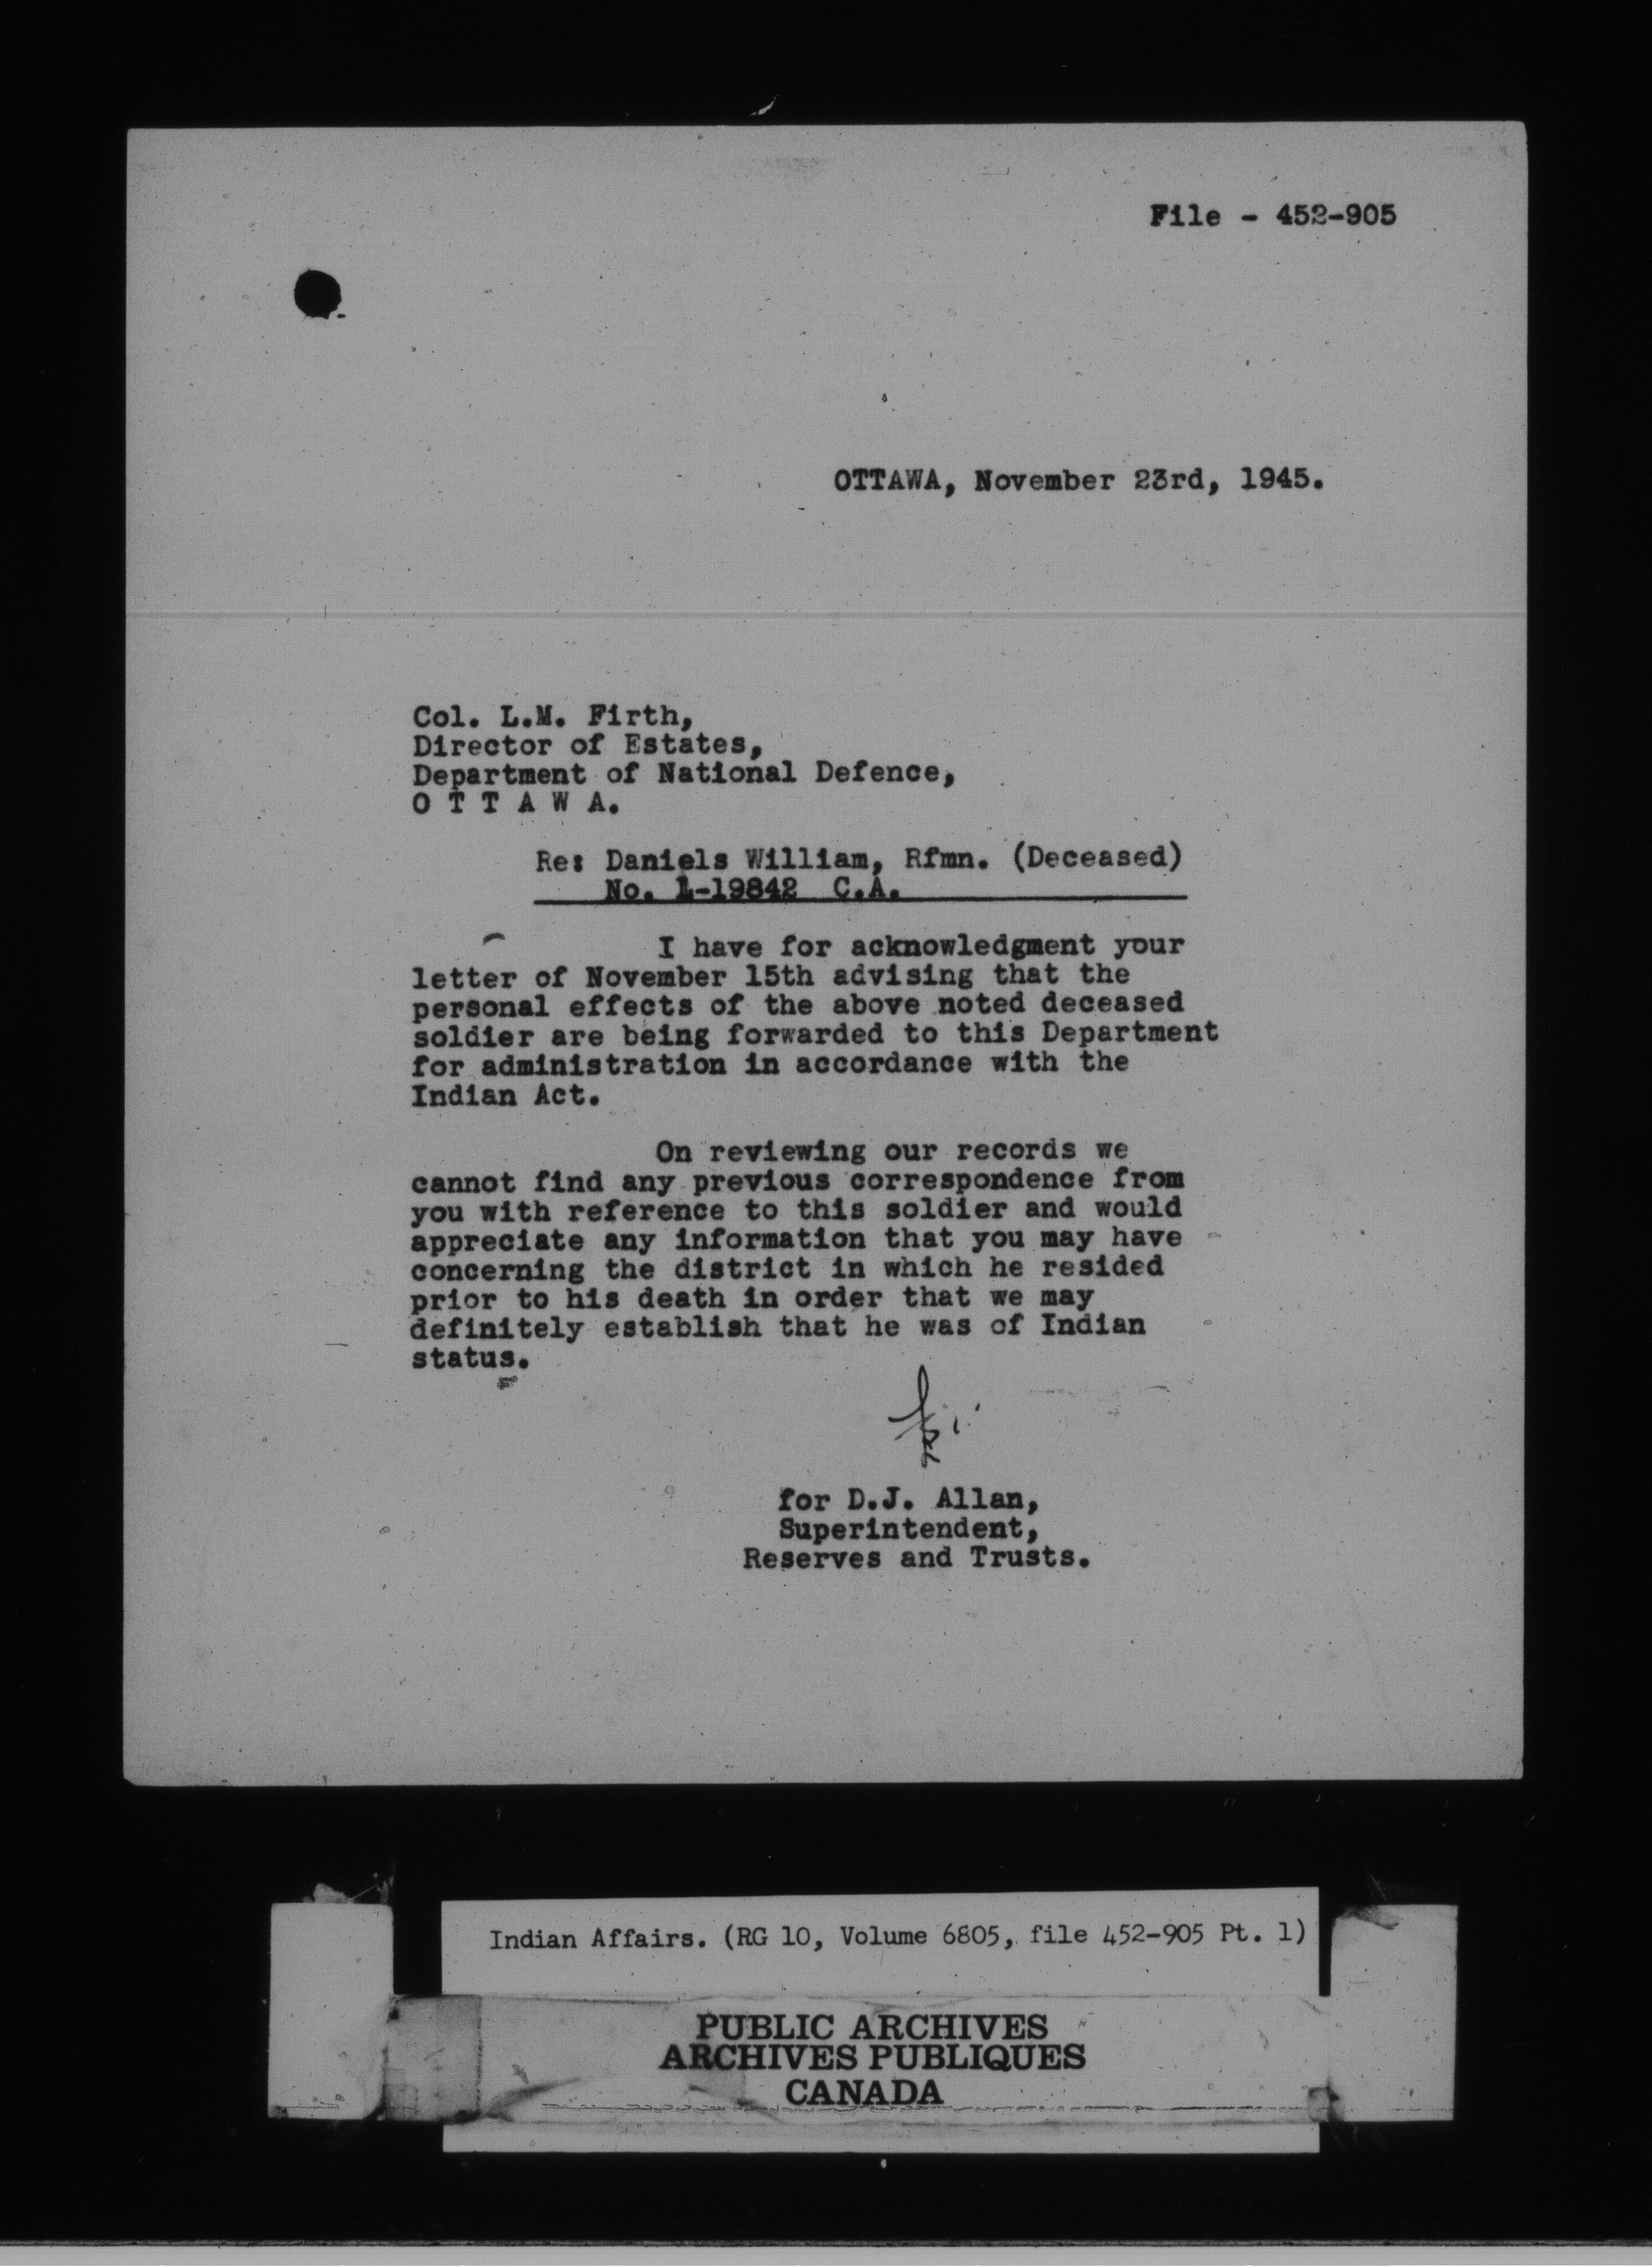 File - 452-905
OTTAWA, November 23rd, 1945.
Col. L.M. Firth,
Director of Estates,
Department of National Defence,
O T T A W A.
Re: Daniels William, Rfmn. (Deceased)
No. L-19842 C.A.
I have for acknowledgment your
letter of November 15th advising that the
personal effects of the above noted deceased
soldier are being forwarded to this Department
for administration in accordance with the
Indian Act.
On reviewing our records we
cannot find any previous correspondence from
you with reference to this soldier and would
appreciate any information that you may have
concerning the district in which he resided
prior to his death in order that we may
definitely establish that he was of Indian
status.
for D.J. Allan,
Superintendent,
Reserves and Trusts.
Indian Affairs. (RG 10, Volume 6805, file 452-905 Pt. 1)
PUBLIC ARCHIVES
ARCHIVES PUBLIQUES
CANADA